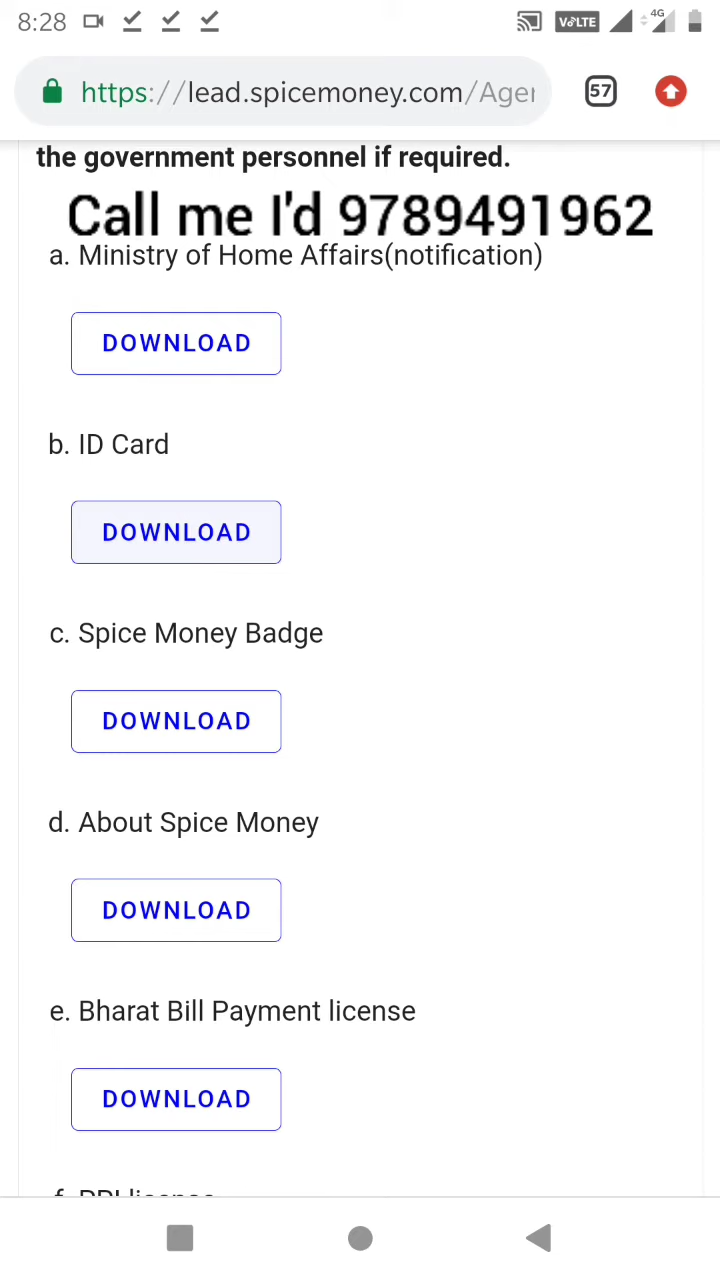 8:28
VoLTE 4G
https://lead.spicemoney.com/Ager
57
the government personnel if required.
Call me I'd 9789491962
a. Ministry of Home Affairs(notification)
DOWNLOAD
b. ID Card
DOWNLOAD
c. Spice Money Badge
DOWNLOAD
d. About Spice Money
DOWNLOAD
e. Bharat Bill Payment license
DOWNLOAD